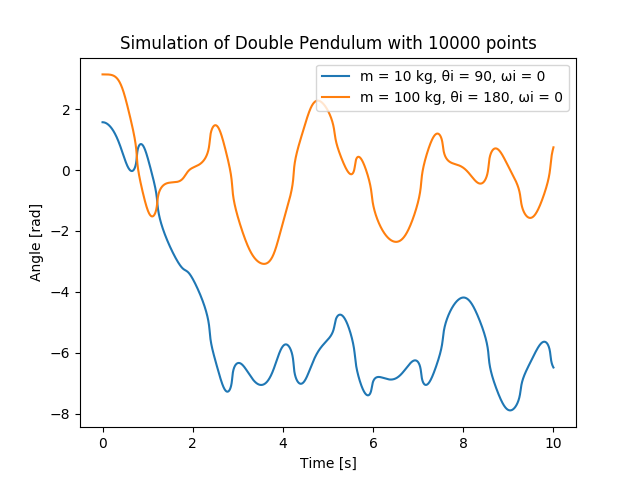 Simulation of Double Pendulum with 10000 points
m = 10 kg, θi = 90, ωi = 0
m = 100 kg, θi = 180, ωi = 0
2
0
−2
−4
−6
−8
Angle [rad]
0 2 4 6 8 10
Time [s]